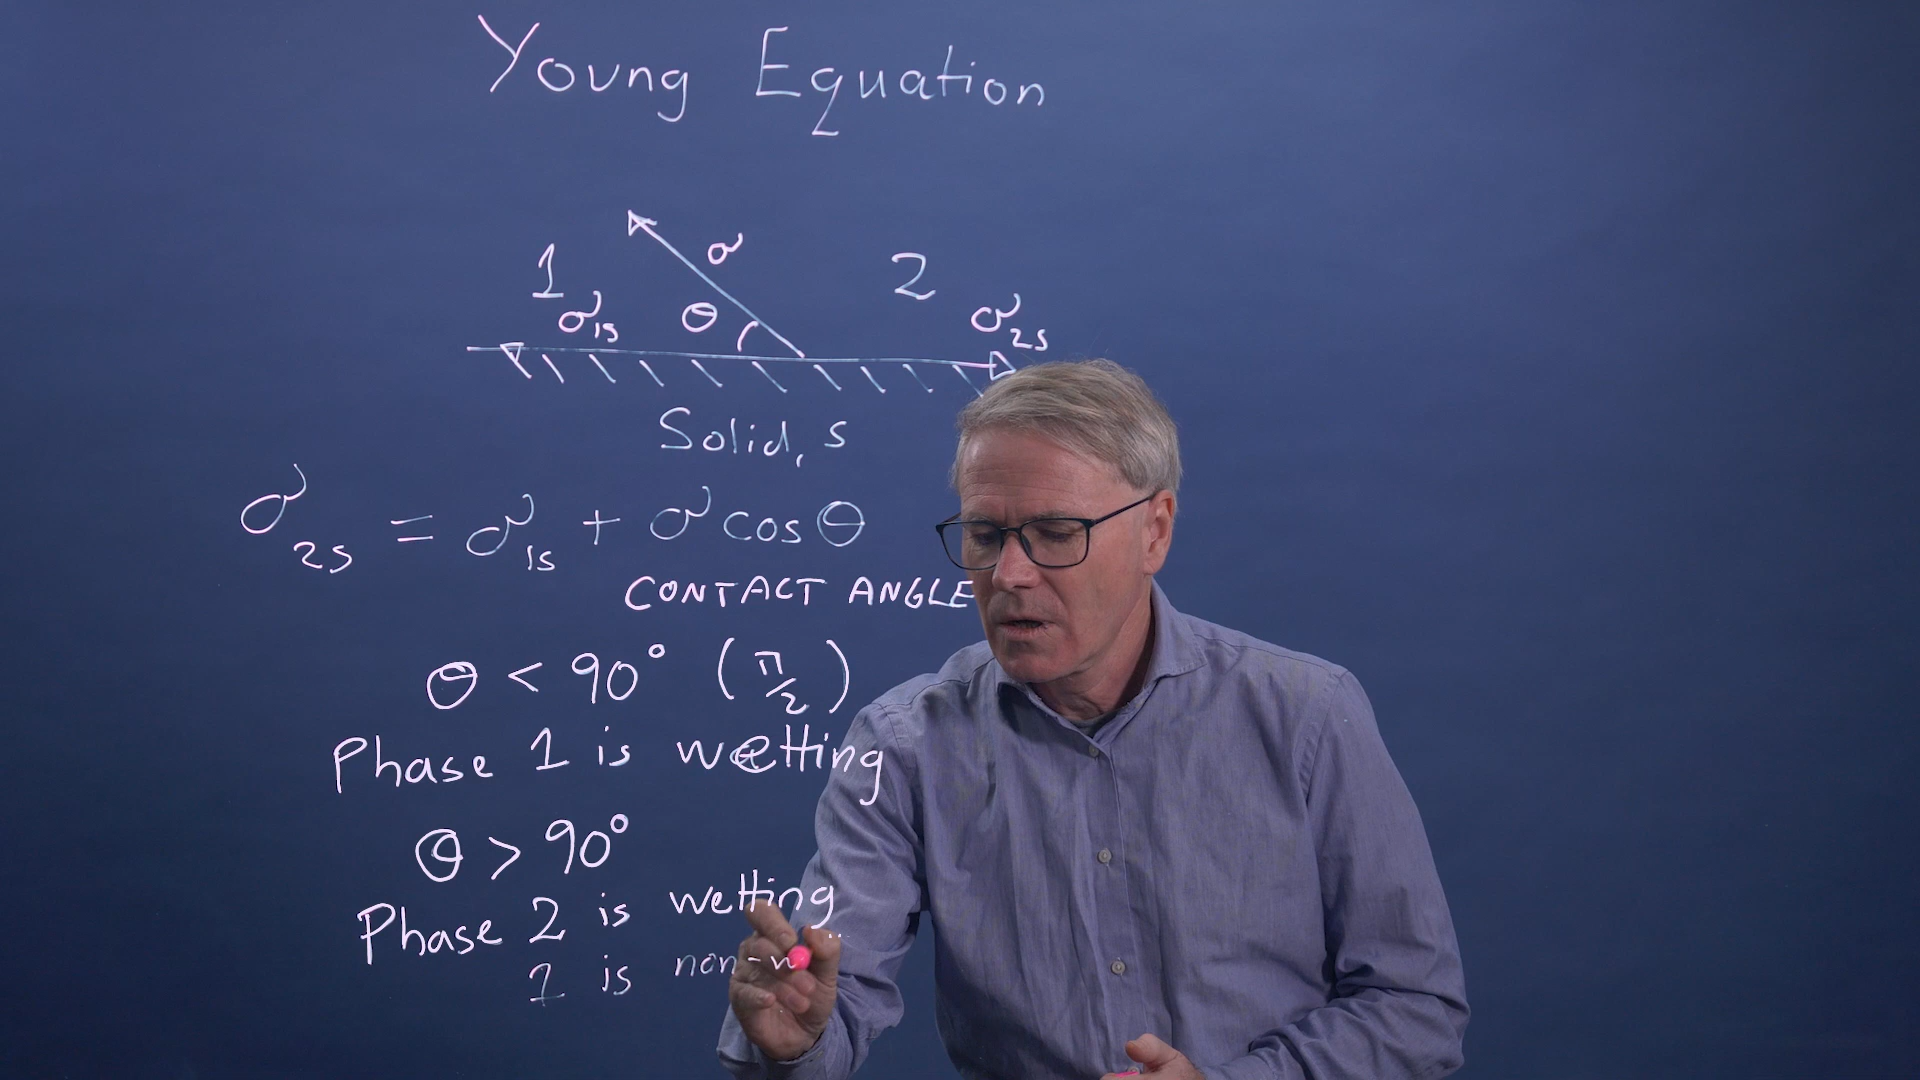 Young Equation
1 σ 2
σ1s θ σ2s
Solid, s
σ2s = σ1s + σ cos θ
CONTACT ANGLE
θ < 90° (π/2)
Phase 1 is wetting
θ > 90°
Phase 2 is wetting
1 is non-w